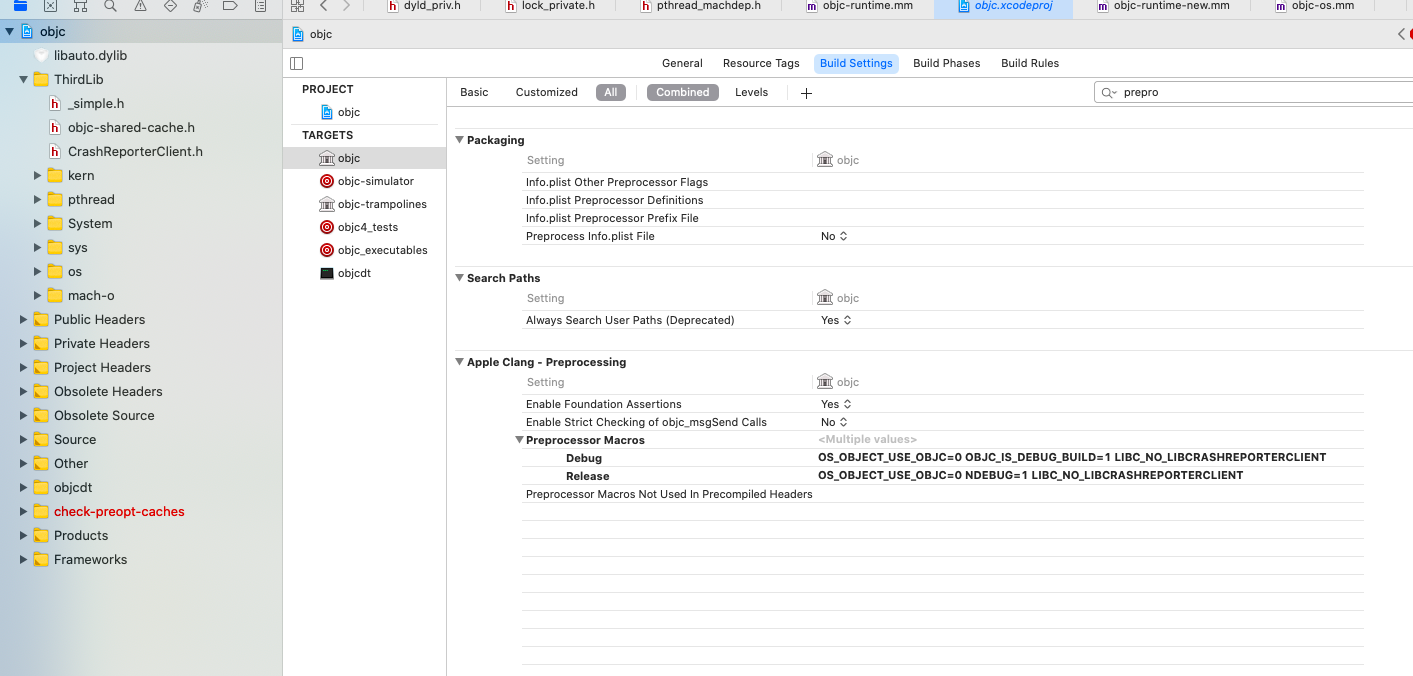 dyld_priv.h
lock_private.h
pthread_machdep.h
objc-runtime.mm
objc.xcodeproj
objc-runtime-new.mm
objc-os.mm
objc
libauto.dylib
ThirdLib
_simple.h
objc-shared-cache.h
CrashReporterClient.h
kern
pthread
System
sys
os
mach-o
Public Headers
Private Headers
Project Headers
Obsolete Headers
Obsolete Source
Source
Other
objcdt
check-preopt-caches
Products
Frameworks
objc
General Resource Tags Build Settings Build Phases Build Rules
PROJECT
objc
TARGETS
objc
objc-simulator
objc-trampolines
objc4_tests
objc_executables
objcdt
Basic Customized All Combined Levels + prepro
Packaging
Setting objc
Info.plist Other Preprocessor Flags
Info.plist Preprocessor Definitions
Info.plist Preprocessor Prefix File
Preprocess Info.plist File No
Search Paths
Setting objc
Always Search User Paths (Deprecated) Yes
Apple Clang - Preprocessing
Setting objc
Enable Foundation Assertions Yes
Enable Strict Checking of objc_msgSend Calls No
Preprocessor Macros <Multiple values>
Debug OS_OBJECT_USE_OBJC=0 OBJC_IS_DEBUG_BUILD=1 LIBC_NO_LIBCRASHREPORTERCLIENT
Release OS_OBJECT_USE_OBJC=0 NDEBUG=1 LIBC_NO_LIBCRASHREPORTERCLIENT
Preprocessor Macros Not Used In Precompiled Headers